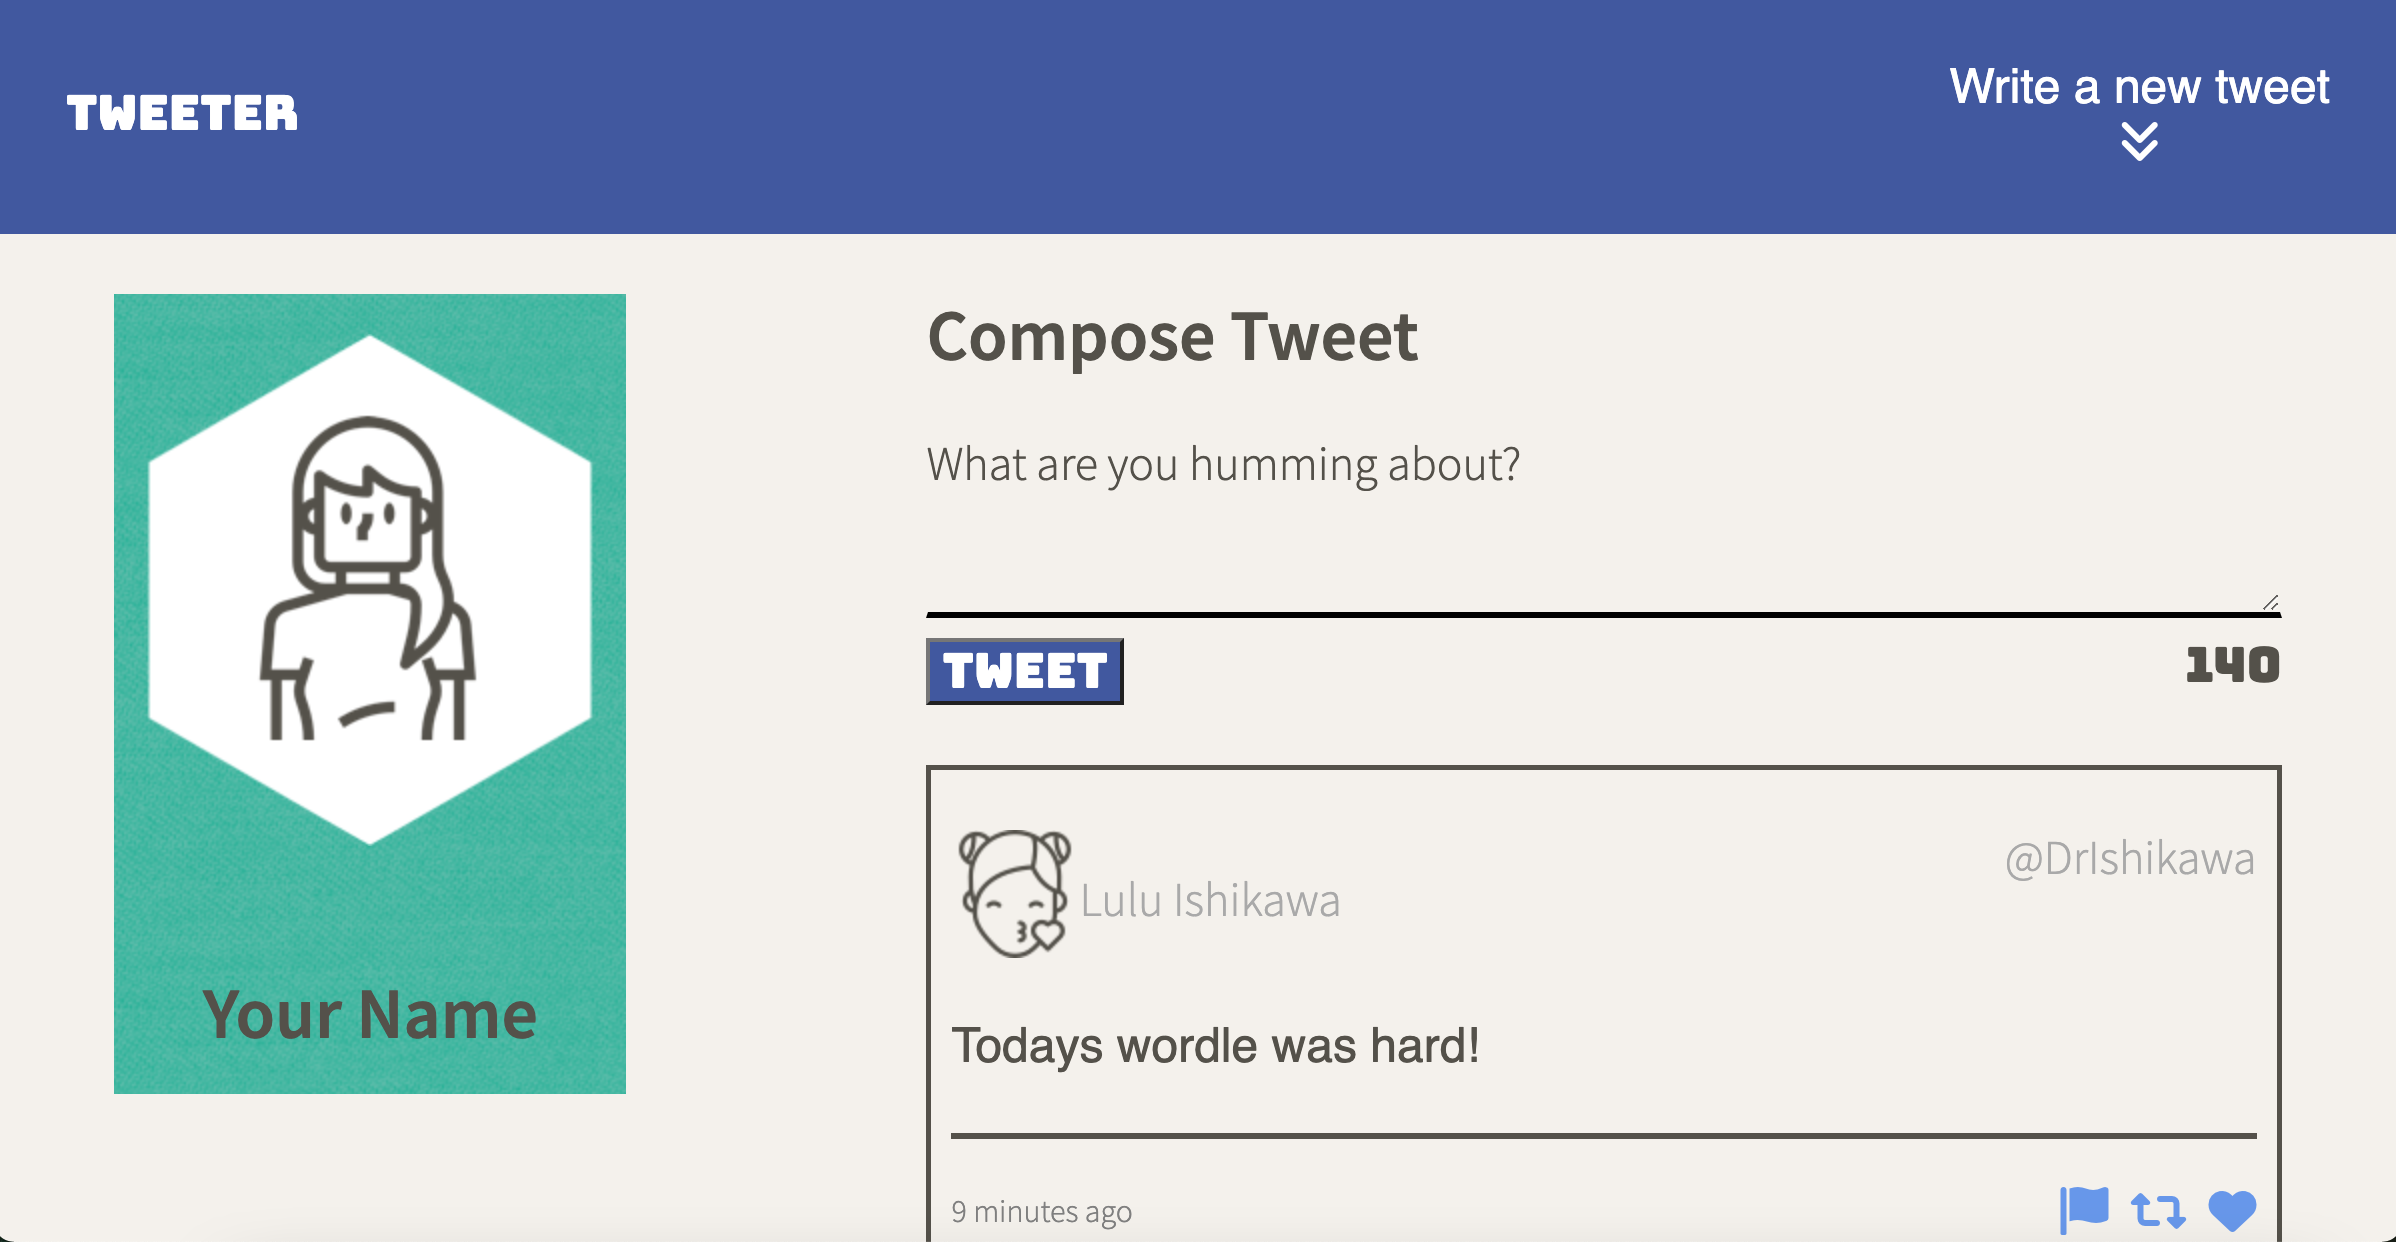 TWEETER
Write a new tweet
Your Name
Compose Tweet
What are you humming about?
TWEET
140
Lulu Ishikawa
@DrIshikawa
Todays wordle was hard!
9 minutes ago